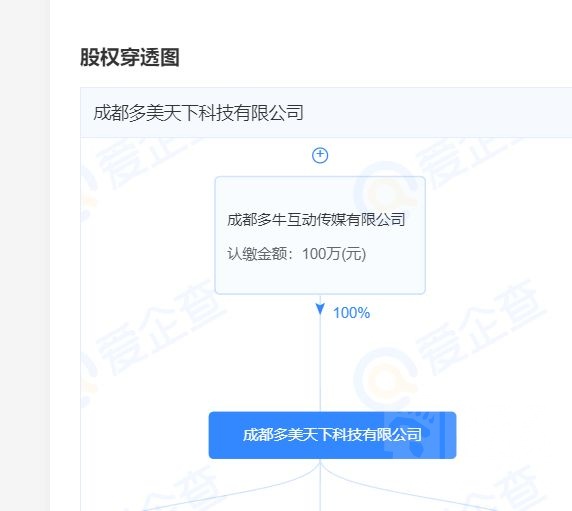 股权穿透图
成都多美天下科技有限公司
成都多牛互动传媒有限公司
认缴金额：100万(元)
100%
成都多美天下科技有限公司
爱企查
爱企查
爱企查
爱企查
爱企查
爱企查